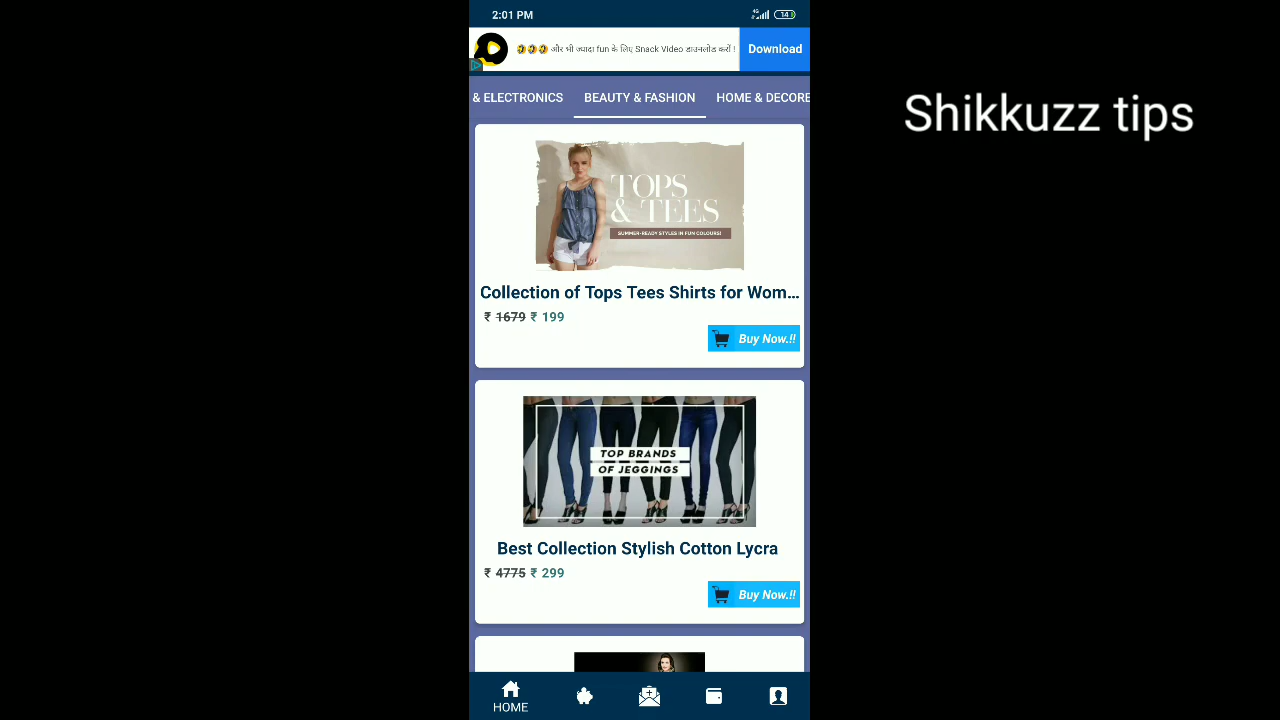 2:01 PM
4G
14
🤣🤣🤣 और भी ज्यादा fun के लिए Snack Video डाउनलोड करों !
Download
& ELECTRONICS
BEAUTY & FASHION
HOME & DECORE
Shikkuzz tips
TOPS
& TEES
SUMMER-READY STYLES IN FUN COLOURS!
Collection of Tops Tees Shirts for Wom...
₹ 1679 ₹ 199
Buy Now.!!
TOP BRANDS
OF JEGGINGS
Best Collection Stylish Cotton Lycra
₹ 4775 ₹ 299
Buy Now.!!
HOME